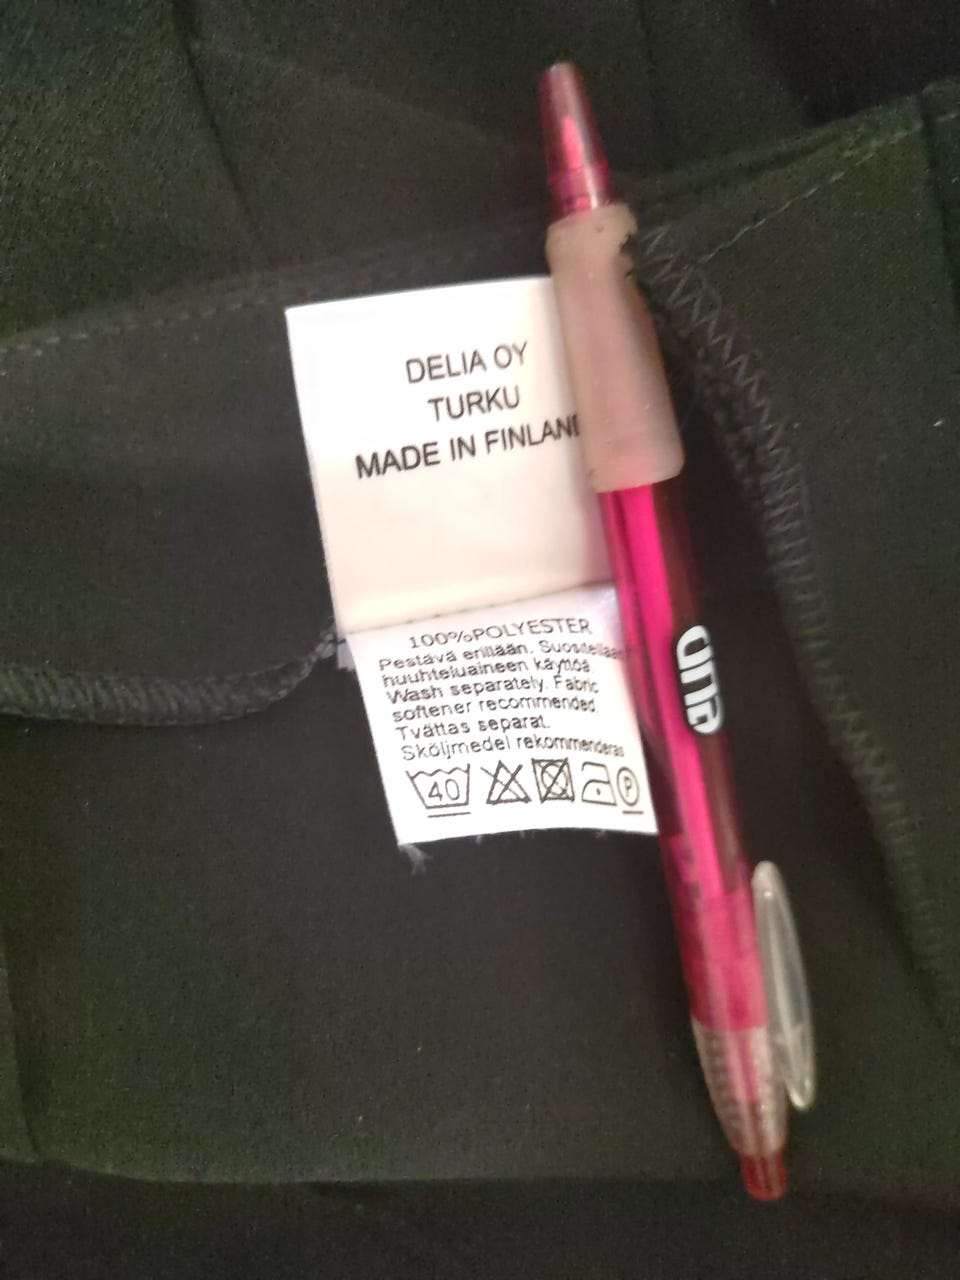 DELIA OY
TURKU
MADE IN FINLAND
100%POLYESTER
Pestävä erillään. Suositellaan
huuhteluaineen käyttöä.
Wash separately. Fabric
softener recommended.
Tvättas separat.
Sköljmedel rekommenderas
40
P